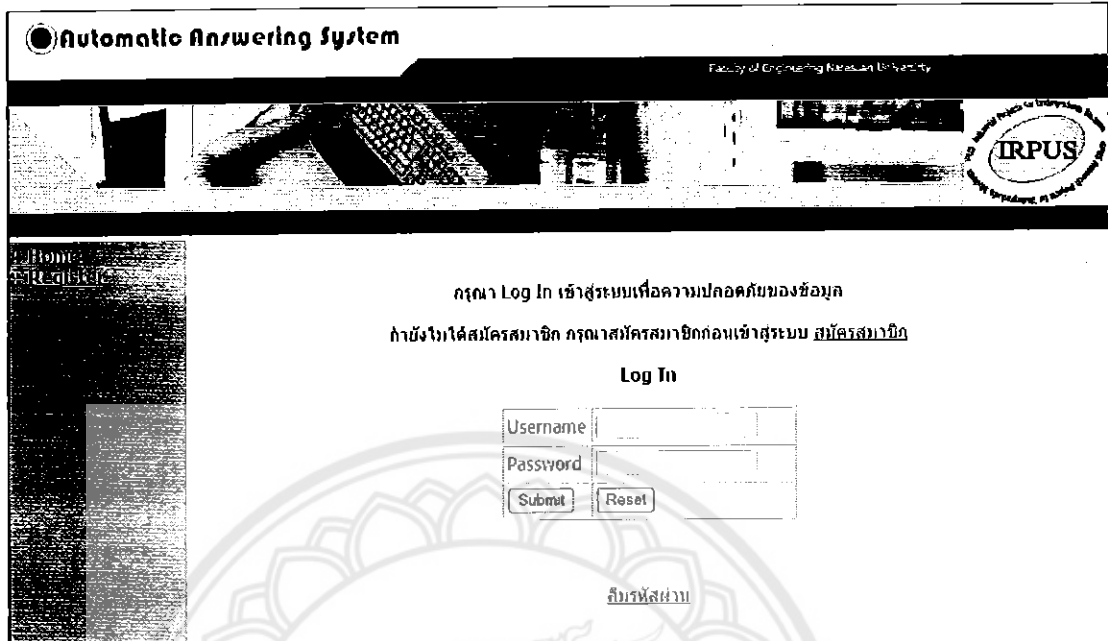 Automatic Answering System
Faculty of Engineering Naresuan University
IRPUS
Home
Register
กรุณา Log In เข้าสู่ระบบเพื่อความปลอดภัยของข้อมูล
ถ้ายังไม่ได้สมัครสมาชิก กรุณาสมัครสมาชิกก่อนเข้าสู่ระบบ สมัครสมาชิก
Log In
Username
Password
Submit Reset
ลืมรหัสผ่าน